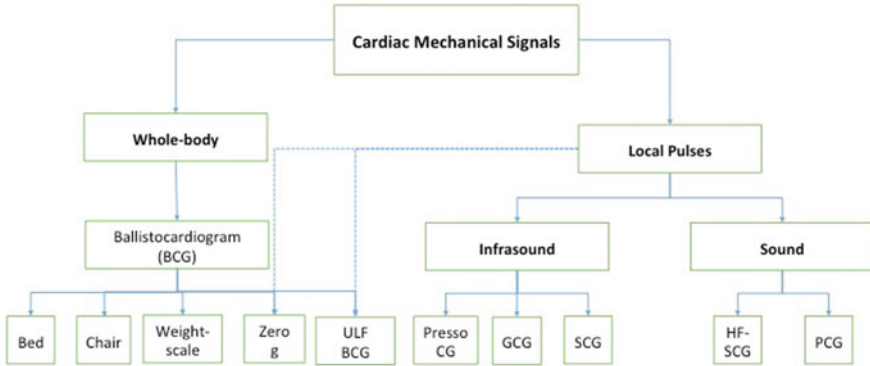 Cardiac Mechanical Signals
Whole-body
Local Pulses
Ballistocardiogram
(BCG)
Infrasound
Sound
Bed
Chair
Weight-
scale
Zero
g
ULF
BCG
Presso
CG
GCG
SCG
HF-
SCG
PCG